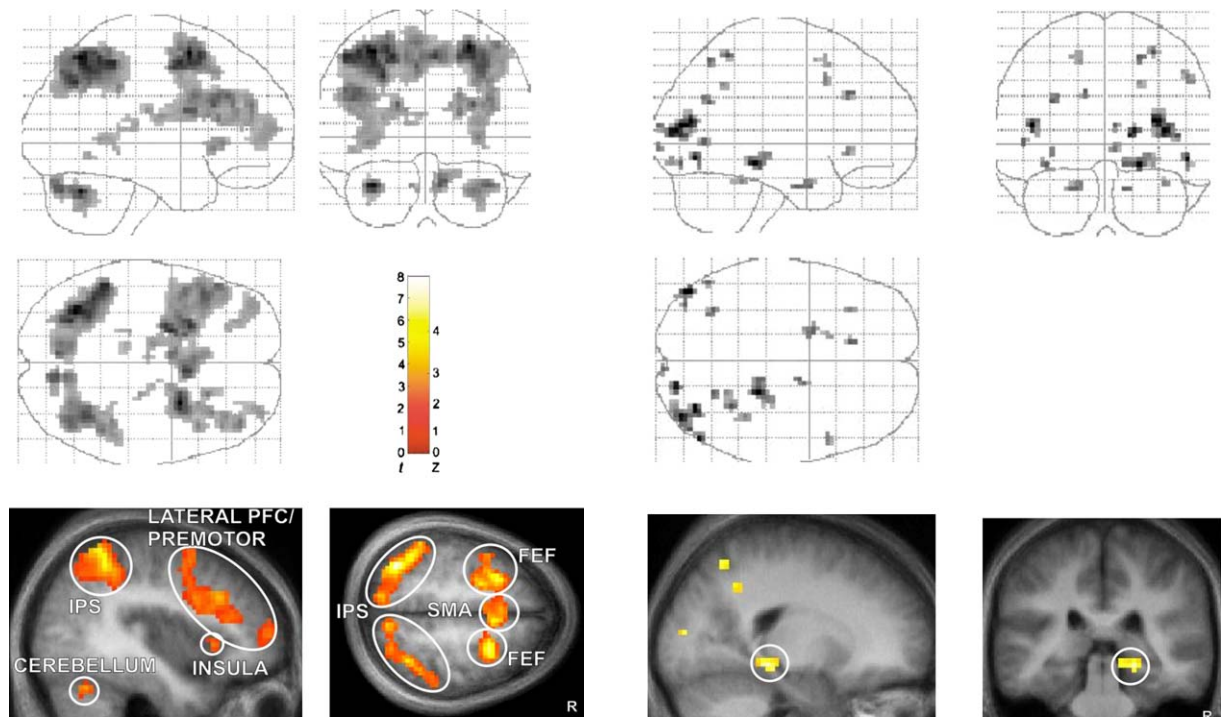 8
7
6
5
4
3
2
1
0
t
4
3
2
1
0
Z
LATERAL PFC/
PREMOTOR
IPS
CEREBELLUM
INSULA
FEF
IPS
SMA
FEF
R
R